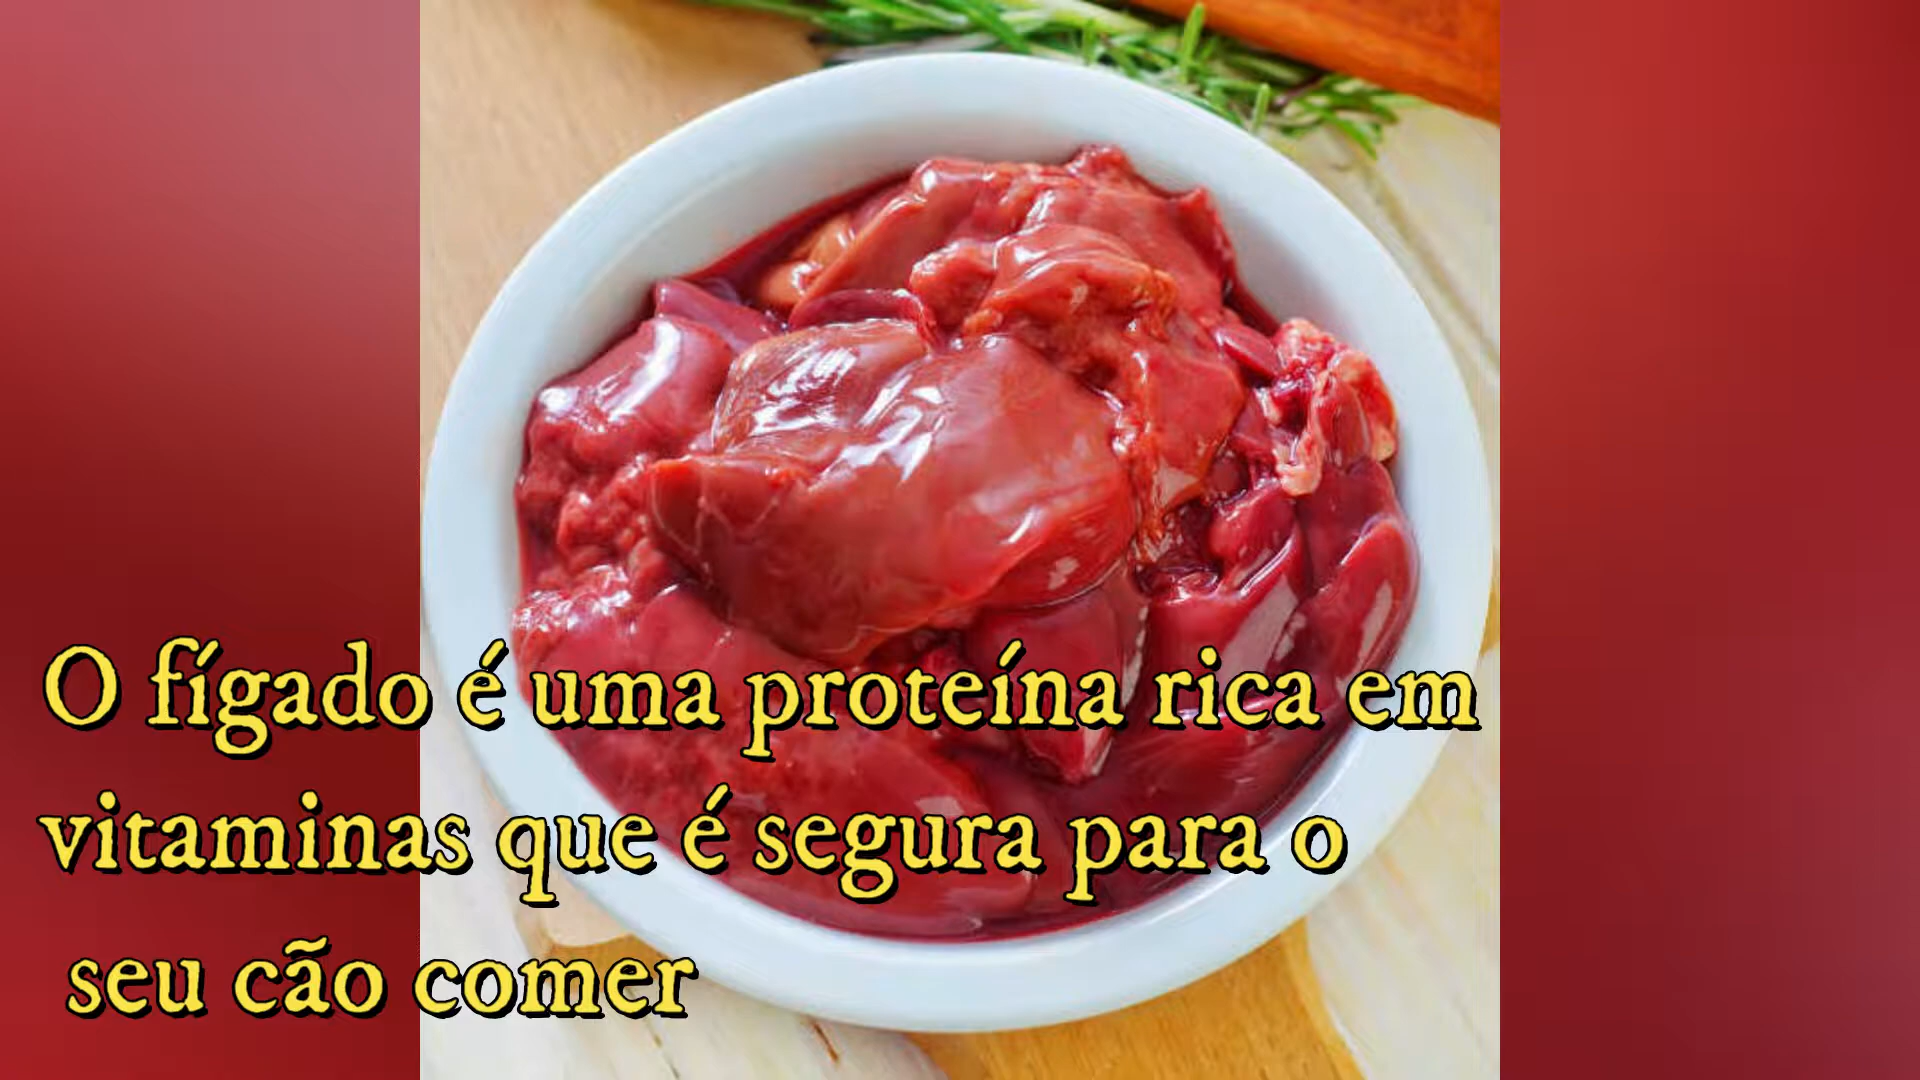 O fígado é uma proteína rica em
vitaminas que é segura para o
seu cão comer